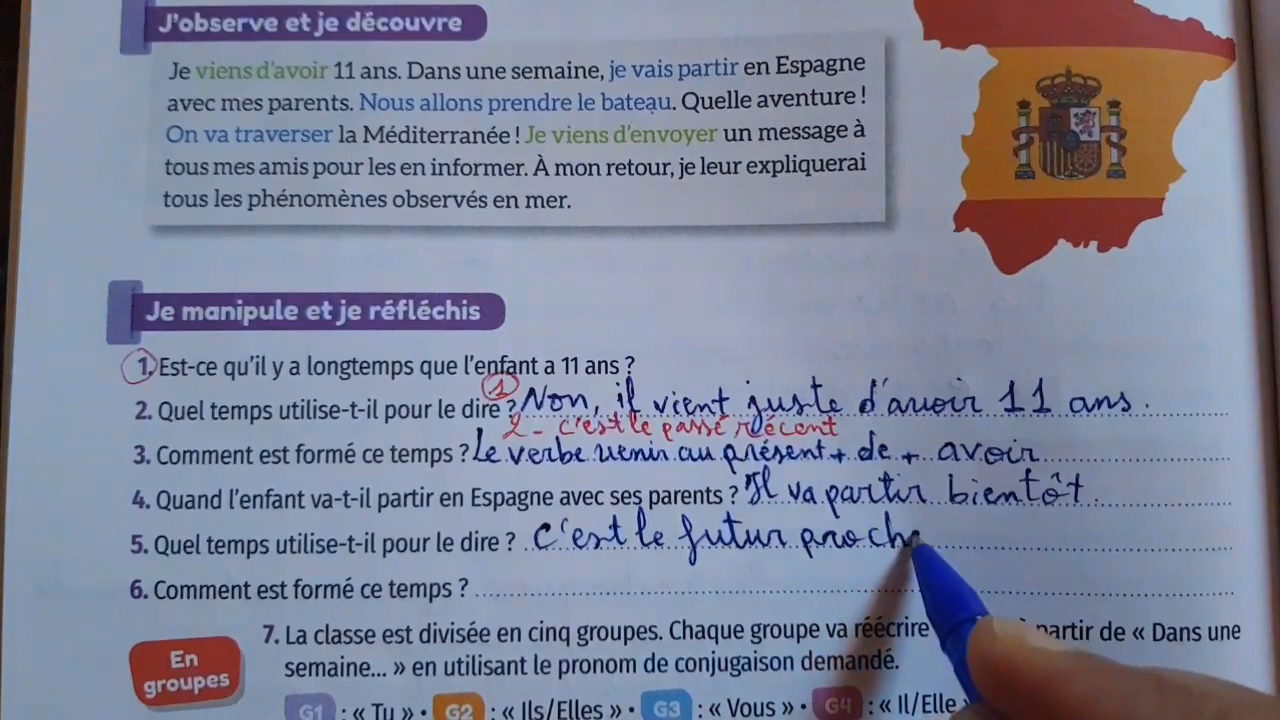 J'observe et je découvre
Je viens d'avoir 11 ans. Dans une semaine, je vais partir en Espagne
avec mes parents. Nous allons prendre le bateau. Quelle aventure !
On va traverser la Méditerranée ! Je viens d'envoyer un message à
tous mes amis pour les en informer. À mon retour, je leur expliquerai
tous les phénomènes observés en mer.
Je manipule et je réfléchis
1. Est-ce qu'il y a longtemps que l'enfant a 11 ans ?
1 Non, il vient juste d'avoir 11 ans.
2. Quel temps utilise-t-il pour le dire ?
2 - c'est le passé récent
3. Comment est formé ce temps ? Le verbe venir au présent + de + avoir
4. Quand l'enfant va-t-il partir en Espagne avec ses parents ? Il va partir bientôt.
5. Quel temps utilise-t-il pour le dire ? C'est le futur proche
6. Comment est formé ce temps ?
En groupes
7. La classe est divisée en cinq groupes. Chaque groupe va réécrire partir de « Dans une
semaine... » en utilisant le pronom de conjugaison demandé.
G1 : « Tu » • G2 : « Ils/Elles » • G3 : « Vous » • G4 : « Il/Elle »